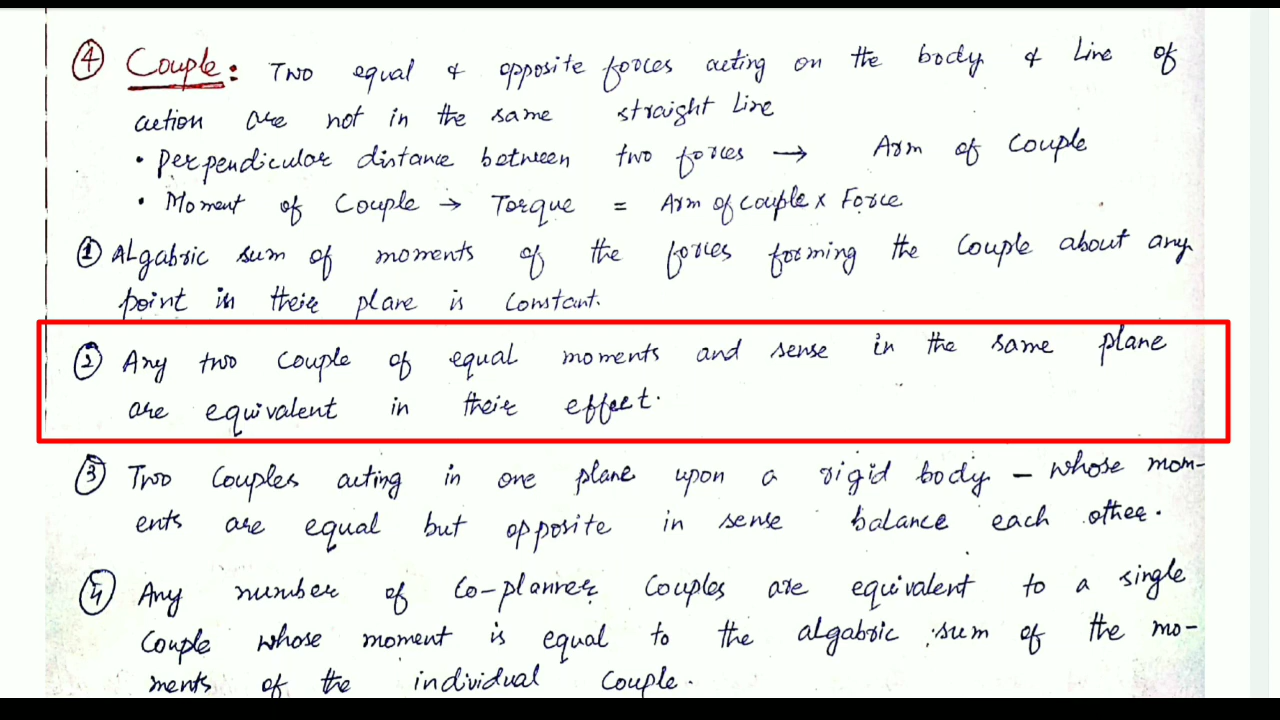 ④ Couple: Two equal & opposite forces acting on the body & Line of
action are not in the same straight Line
• Perpendicular distance between two forces → Arm of Couple
• Moment of Couple → Torque = Arm of couple x Force
① Algabric sum of moments of the forces forming the Couple about any
point in their plane is constant.
② Any two Couple of equal moments and sense in the same plane
are equivalent in their effect.
③ Two Couples acting in one plane upon a rigid body - whose mom-
ents are equal but opposite in sense balance each other.
④ Any number of Co-planner Couples are equivalent to a single
Couple whose moment is equal to the algabric sum of the mo-
ments of the individual Couple.